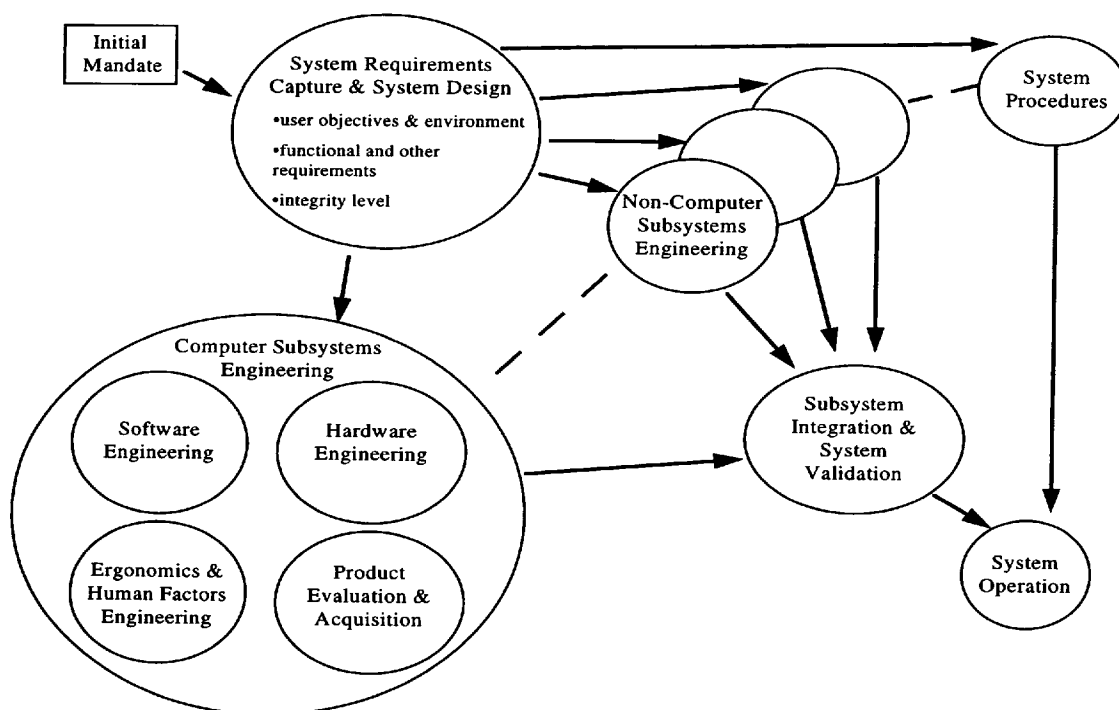 Initial
Mandate
System Requirements
Capture & System Design
•user objectives & environment
•functional and other
requirements
•integrity level
System
Procedures
Non-Computer
Subsystems
Engineering
Computer Subsystems
Engineering
Software
Engineering
Hardware
Engineering
Ergonomics &
Human Factors
Engineering
Product
Evaluation &
Acquisition
Subsystem
Integration &
System
Validation
System
Operation